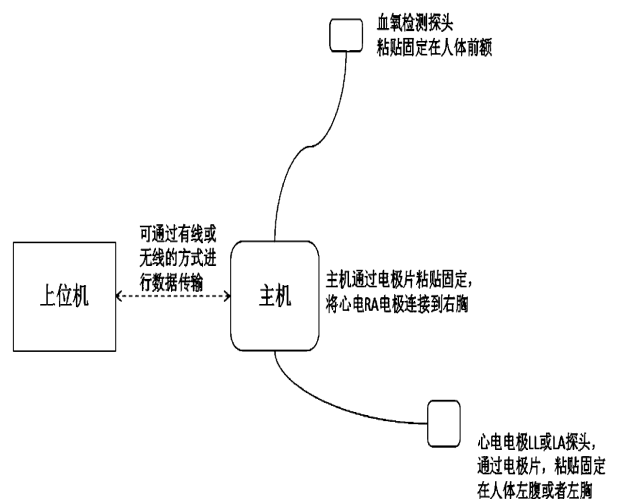 血氧检测探头
粘贴固定在人体前额
可通过有线或
无线的方式进
行数据传输
上位机
主机
主机通过电极片粘贴固定，
将心电RA电极连接到右胸
心电电极LL或LA探头，
通过电极片，粘贴固定
在人体左腹或者左胸